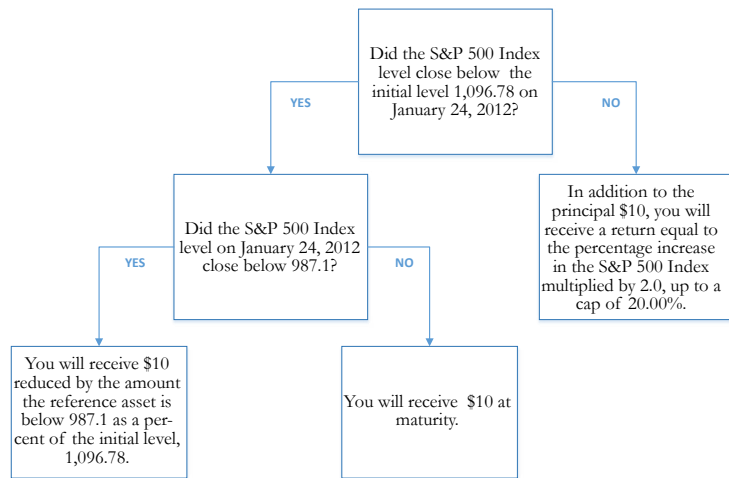 Did the S&P 500 Index
level close below the
initial level 1,096.78 on
January 24, 2012?
YES
NO
Did the S&P 500 Index
level on January 24, 2012
close below 987.1?
In addition to the
principal $10, you will
receive a return equal to
the percentage increase
in the S&P 500 Index
multiplied by 2.0, up to a
cap of 20.00%.
YES
NO
You will receive $10
reduced by the amount
the reference asset is
below 987.1 as a per-
cent of the initial level,
1,096.78.
You will receive $10 at
maturity.